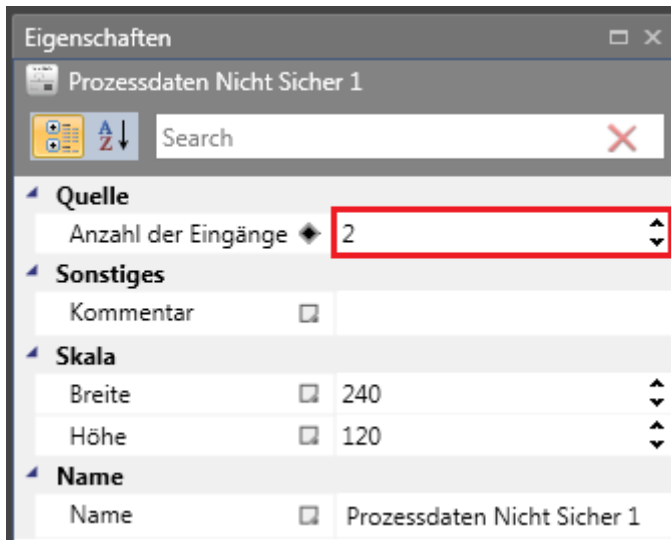 Eigenschaften
Prozessdaten Nicht Sicher 1
A Z Search
Quelle
Anzahl der Eingänge 2
Sonstiges
Kommentar
Skala
Breite 240
Höhe 120
Name
Name Prozessdaten Nicht Sicher 1